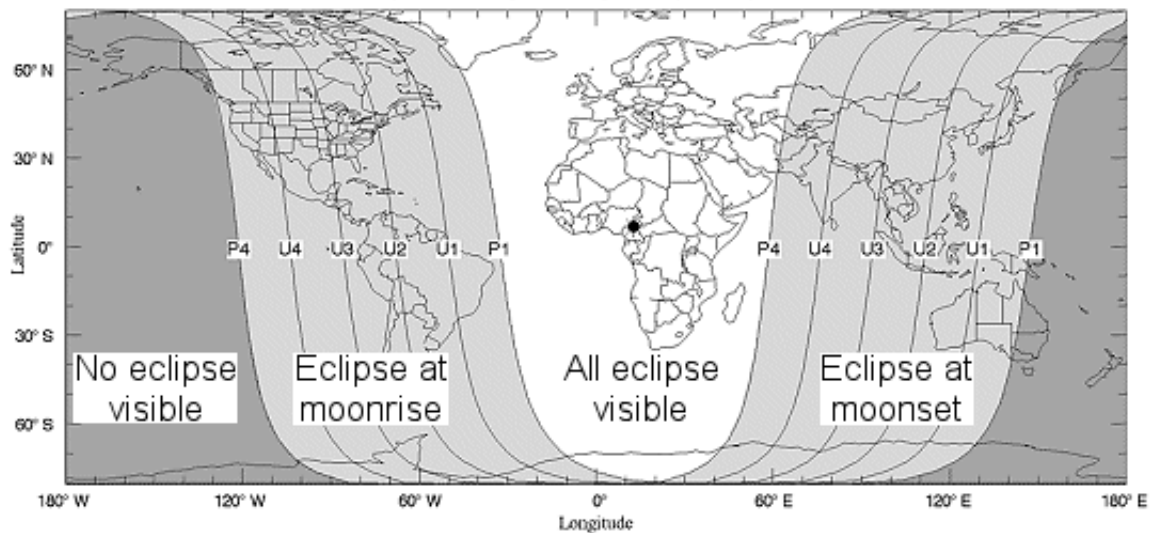 60° N
30° N
0°
30° S
60° S
Latitude
P4 U4 U3 U2 U1 P1 P4 U4 U3 U2 U1 P1
No eclipse
visible
Eclipse at
moonrise
All eclipse
visible
Eclipse at
moonset
180° W 120° W 60° W 0° 60° E 120° E 180° E
Longitude